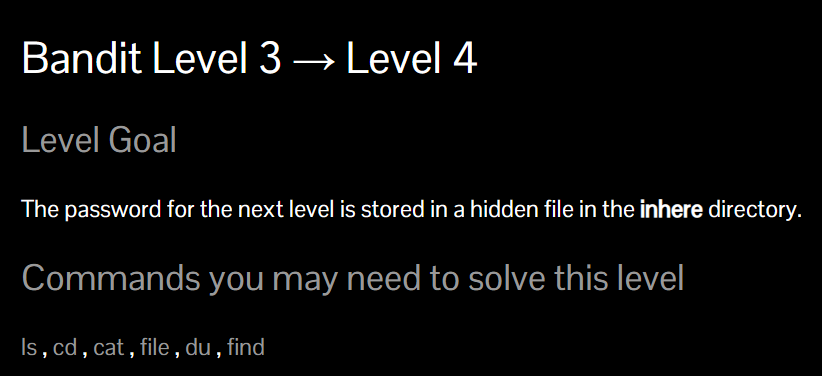 Bandit Level 3 → Level 4
Level Goal
The password for the next level is stored in a hidden file in the inhere directory.
Commands you may need to solve this level
ls , cd , cat , file , du , find